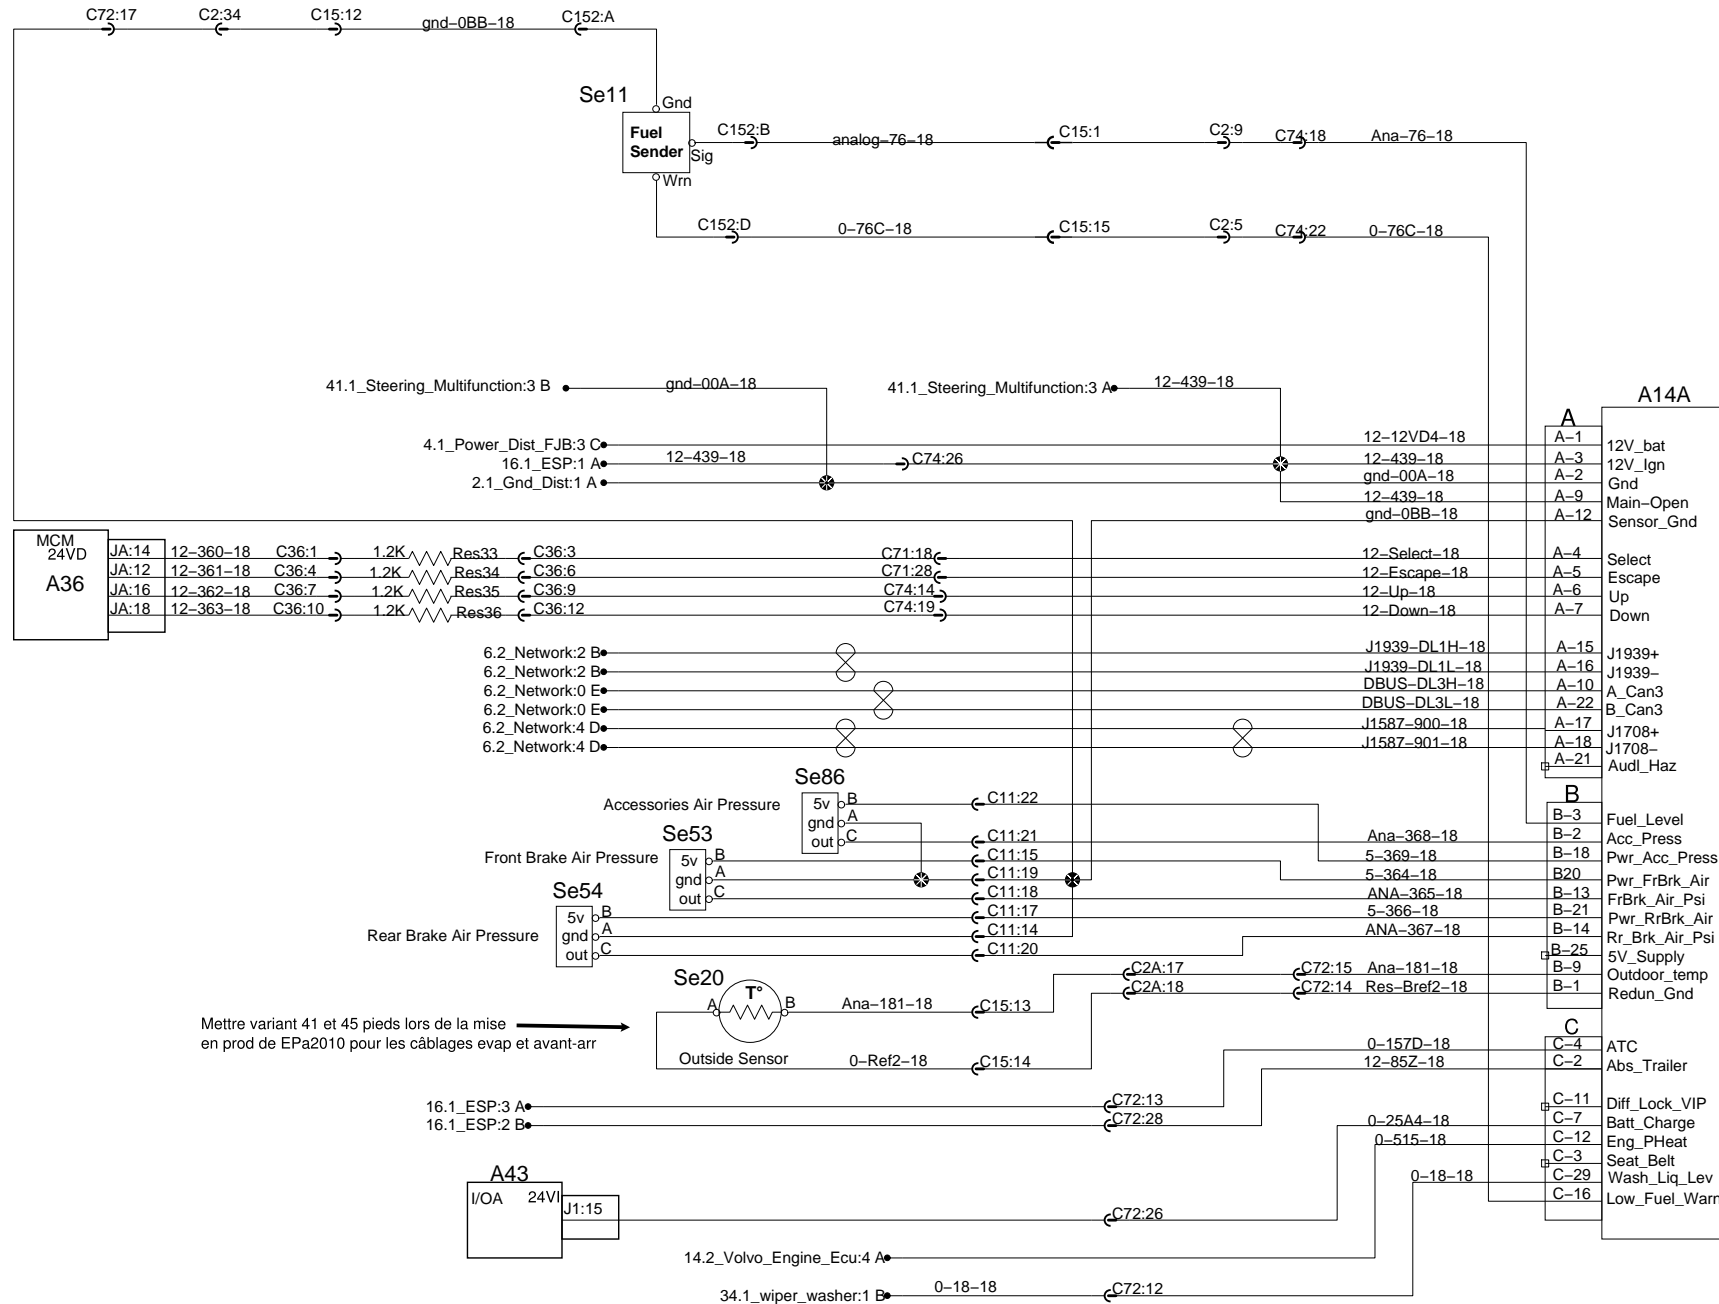 C72:17 C2:34 C15:12 gnd−0BB−18 C152:A
Se11
Gnd
Fuel
Sender
Sig
Wrn
C152:B analog−76−18 C15:1 C2:9 C74:18 Ana−76−18
C152:D 0−76C−18 C15:15 C2:5 C74:22 0−76C−18
41.1_Steering_Multifunction:3 B gnd−00A−18 41.1_Steering_Multifunction:3 A 12−439−18
A14A
A
4.1_Power_Dist_FJB:3 C 12−12VD4−18 A−1 12V_bat
16.1_ESP:1 A 12−439−18 C74:26 12−439−18 A−3 12V_Ign
2.1_Gnd_Dist:1 A gnd−00A−18 A−2 Gnd
12−439−18 A−9 Main−Open
gnd−0BB−18 A−12 Sensor_Gnd
MCM
24VD
A36
JA:14 12−360−18 C36:1 1.2K Res33 C36:3 C71:18 12−Select−18 A−4 Select
JA:12 12−361−18 C36:4 1.2K Res34 C36:6 C71:28 12−Escape−18 A−5 Escape
JA:16 12−362−18 C36:7 1.2K Res35 C36:9 C74:14 12−Up−18 A−6 Up
JA:18 12−363−18 C36:10 1.2K Res36 C36:12 C74:19 12−Down−18 A−7 Down
6.2_Network:2 B J1939−DL1H−18 A−15 J1939+
6.2_Network:2 B J1939−DL1L−18 A−16 J1939−
6.2_Network:0 E DBUS−DL3H−18 A−10 A_Can3
6.2_Network:0 E DBUS−DL3L−18 A−22 B_Can3
6.2_Network:4 D J1587−900−18 A−17 J1708+
6.2_Network:4 D J1587−901−18 A−18 J1708−
A−21 Audl_Haz
Se86
B
Accessories Air Pressure 5v B C11:22
gnd A B−3 Fuel_Level
out C C11:21 Ana−368−18 B−2 Acc_Press
Se53
Front Brake Air Pressure 5v B C11:15 5−369−18 B−18 Pwr_Acc_Press
gnd A C11:19 5−364−18 B20 Pwr_FrBrk_Air
out C C11:18 ANA−365−18 B−13 FrBrk_Air_Psi
Se54
5v B C11:17 5−366−18 B−21 Pwr_RrBrk_Air
Rear Brake Air Pressure gnd A C11:14 ANA−367−18 B−14 Rr_Brk_Air_Psi
out C C11:20 B−25 5V_Supply
Se20 C2A:17 C72:15 Ana−181−18 B−9 Outdoor_temp
C2A:18 C72:14 Res−Bref2−18 B−1 Redun_Gnd
A T° B Ana−181−18 C15:13
Mettre variant 41 et 45 pieds lors de la mise
en prod de EPa2010 pour les câblages evap et avant-arr
Outside Sensor 0−Ref2−18 C15:14
C
0−157D−18 C−4 ATC
12−85Z−18 C−2 Abs_Trailer
16.1_ESP:3 A C72:13 C−11 Diff_Lock_VIP
16.1_ESP:2 B C72:28 0−25A4−18 C−7 Batt_Charge
0−515−18 C−12 Eng_PHeat
C−3 Seat_Belt
0−18−18 C−29 Wash_Liq_Lev
C−16 Low_Fuel_Warn
A43
I/OA 24VI
J1:15 C72:26
14.2_Volvo_Engine_Ecu:4 A
34.1_wiper_washer:1 B 0−18−18 C72:12